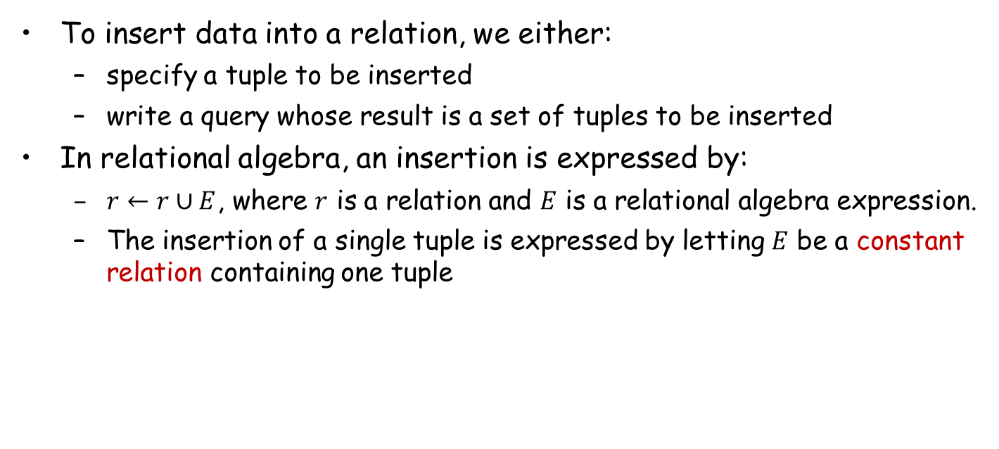 • To insert data into a relation, we either:
– specify a tuple to be inserted
– write a query whose result is a set of tuples to be inserted
• In relational algebra, an insertion is expressed by:
– r ← r ∪ E, where r is a relation and E is a relational algebra expression.
– The insertion of a single tuple is expressed by letting E be a constant
relation containing one tuple